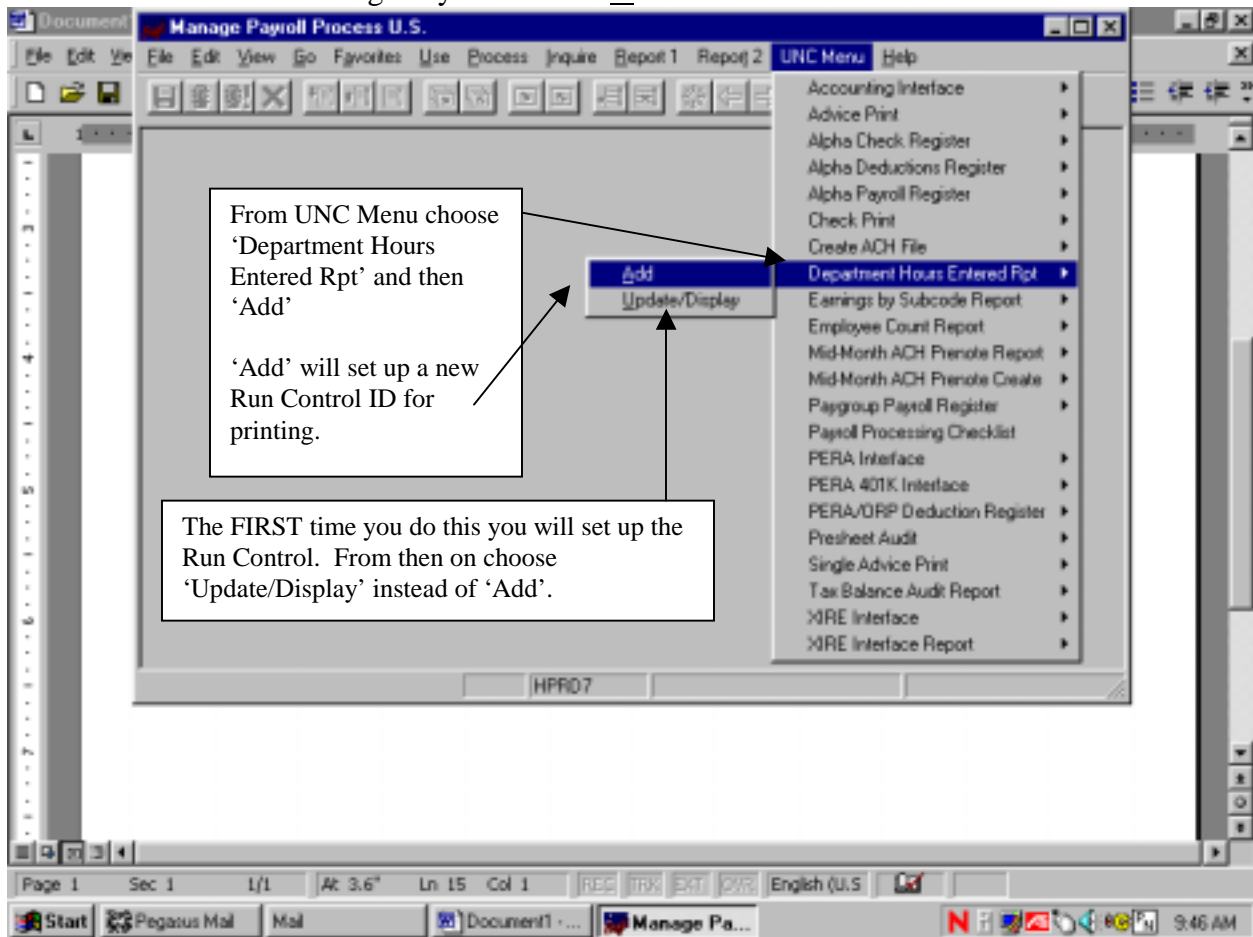 Document
Manage Payroll Process U.S.
File Edit Vie
File Edit View Go Favorites Use Process Inquire Report 1 Report 2 UNC Menu Help
Accounting Interface
Advice Print
Alpha Check Register
Alpha Deductions Register
Alpha Payroll Register
Check Print
Create ACH File
Department Hours Entered Rpt
Earnings by Subcode Report
Employee Count Report
Mid-Month ACH Prenote Report
Mid-Month ACH Prenote Create
Paygroup Payroll Register
Payroll Processing Checklist
PERA Interface
PERA 401K Interface
PERA/ORP Deduction Register
Presheet Audit
Single Advice Print
Tax Balance Audit Report
XIRE Interface
XIRE Interface Report
Add
Update/Display
From UNC Menu choose
‘Department Hours
Entered Rpt’ and then
‘Add’
‘Add’ will set up a new
Run Control ID for
printing.
The FIRST time you do this you will set up the
Run Control. From then on choose
‘Update/Display’ instead of ‘Add’.
HPRD7
Page 1 Sec 1 1/1 At 3.6" Ln 15 Col 1 REC TRK EXT OVR English (U.S
Start Pegasus Mail Mail Document1 - ... Manage Pa... 9:46 AM